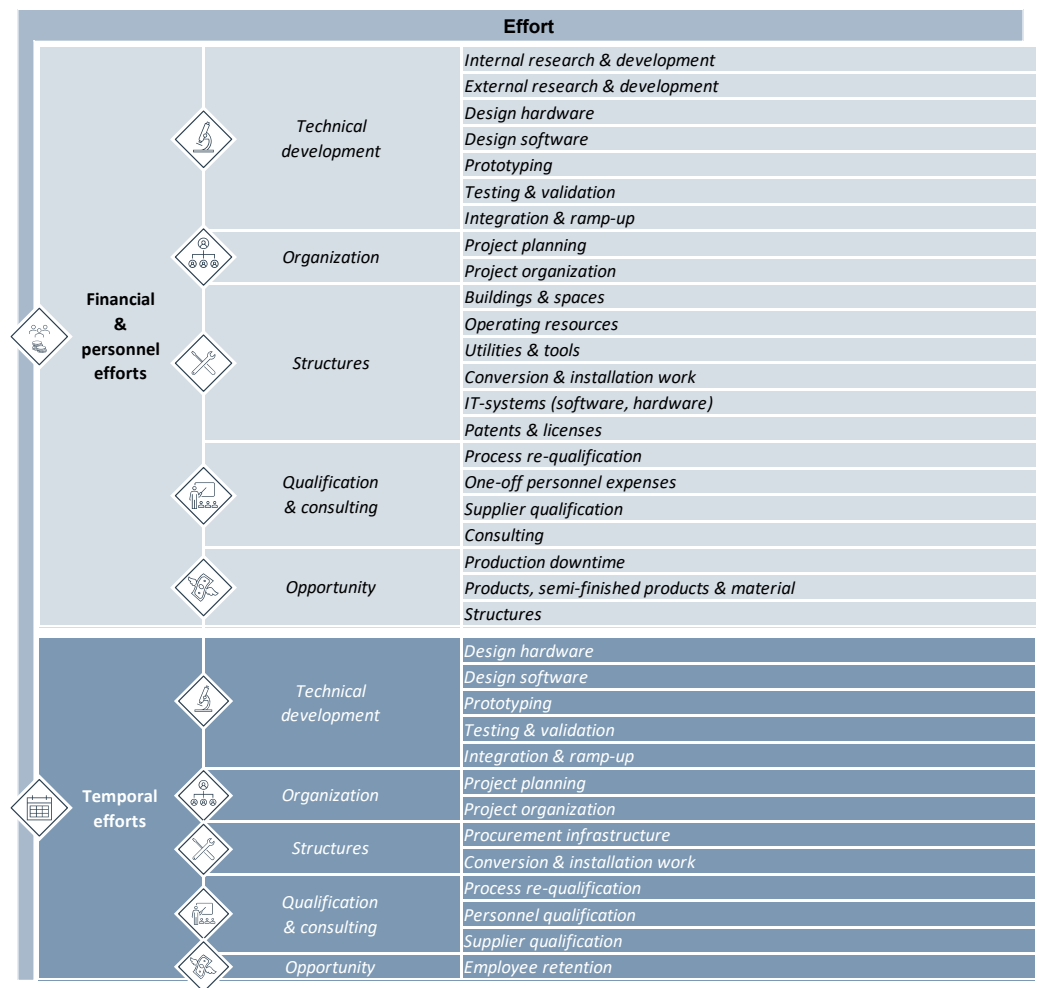 Effort
Financial
&
personnel
efforts
Technical
development
Internal research & development
External research & development
Design hardware
Design software
Prototyping
Testing & validation
Integration & ramp-up
Organization
Project planning
Project organization
Structures
Buildings & spaces
Operating resources
Utilities & tools
Conversion & installation work
IT-systems (software, hardware)
Patents & licenses
Qualification
& consulting
Process re-qualification
One-off personnel expenses
Supplier qualification
Consulting
Opportunity
Production downtime
Products, semi-finished products & material
Structures
Temporal
efforts
Technical
development
Design hardware
Design software
Prototyping
Testing & validation
Integration & ramp-up
Organization
Project planning
Project organization
Structures
Procurement infrastructure
Conversion & installation work
Qualification
& consulting
Process re-qualification
Personnel qualification
Supplier qualification
Opportunity
Employee retention